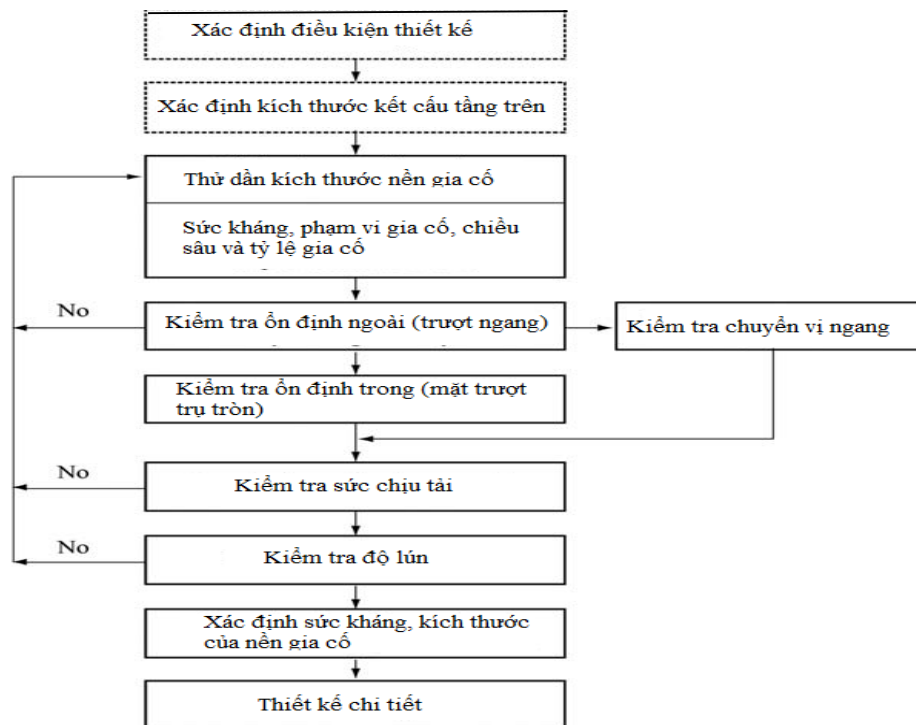 Xác định điều kiện thiết kế
Xác định kích thước kết cấu tầng trên
Thử dần kích thước nền gia cố
Sức kháng, phạm vi gia cố, chiều
sâu và tỷ lệ gia cố
No
Kiểm tra ổn định ngoài (trượt ngang)
Kiểm tra chuyển vị ngang
Kiểm tra ổn định trong (mặt trượt
trụ tròn)
No
Kiểm tra sức chịu tải
No
Kiểm tra độ lún
Xác định sức kháng, kích thước
của nền gia cố
Thiết kế chi tiết